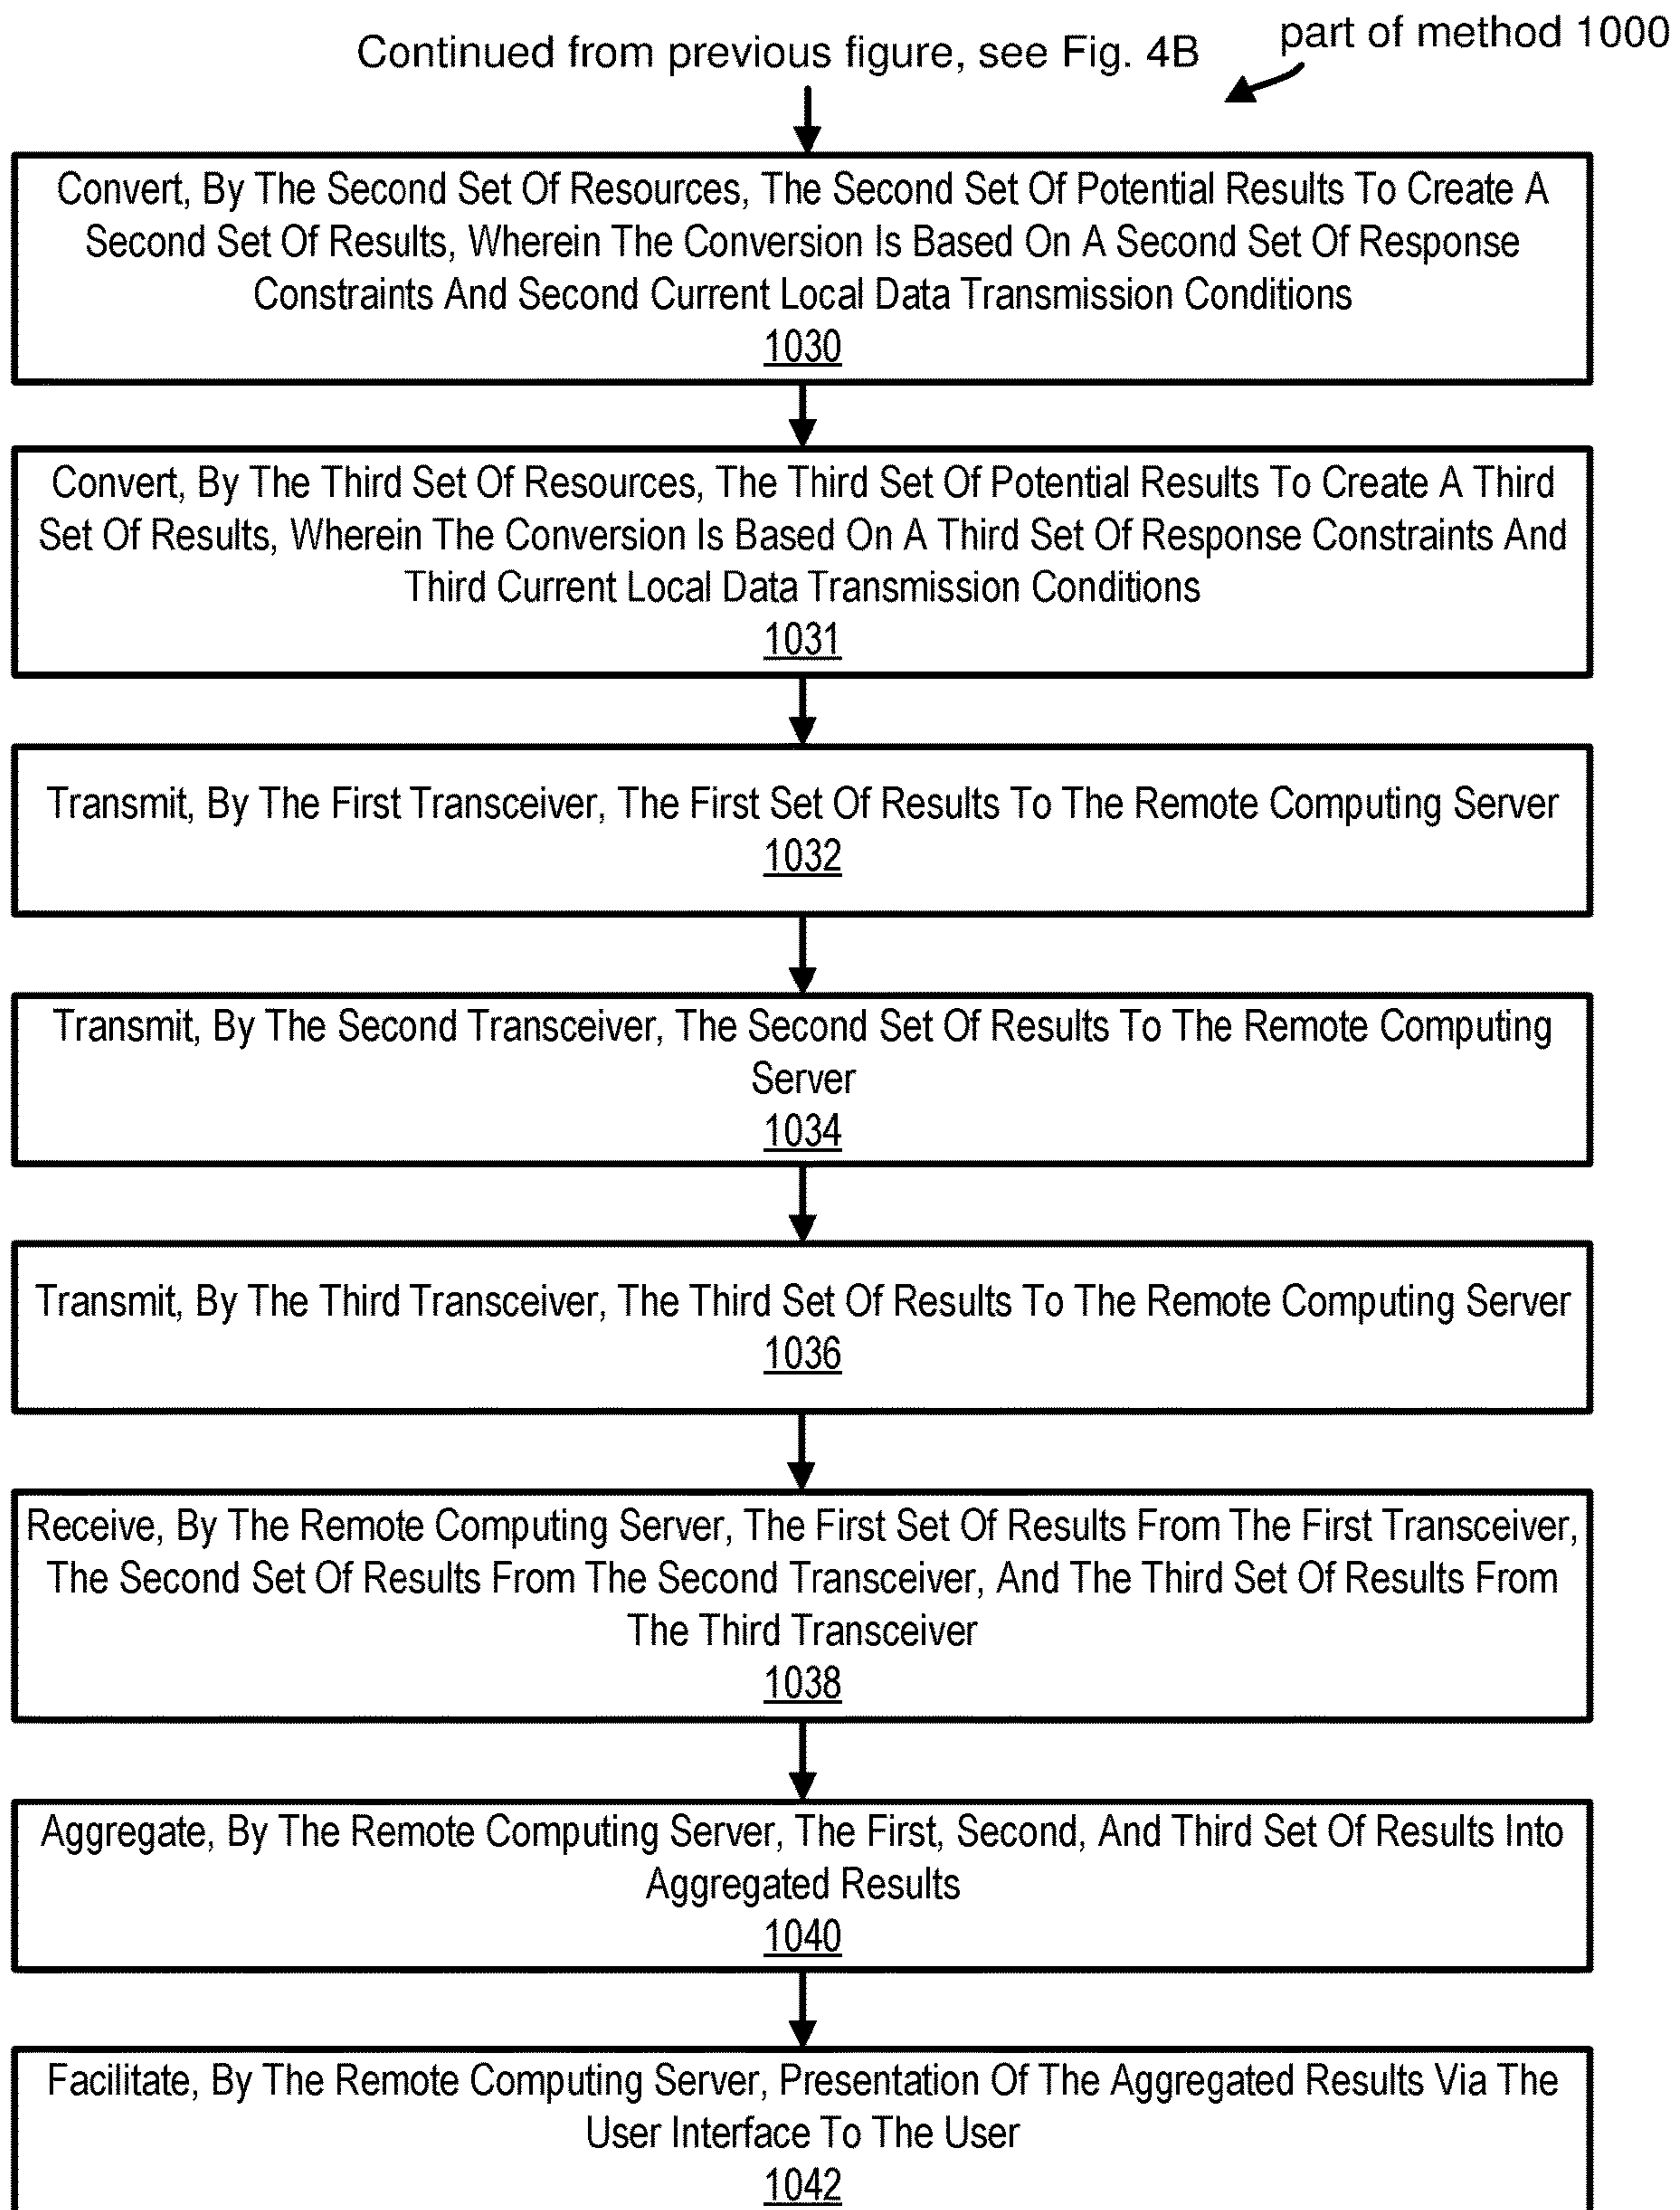 Continued from previous figure, see Fig. 4B
part of method 1000
Convert, By The Second Set Of Resources, The Second Set Of Potential Results To Create A
Second Set Of Results, Wherein The Conversion Is Based On A Second Set Of Response
Constraints And Second Current Local Data Transmission Conditions
1030
Convert, By The Third Set Of Resources, The Third Set Of Potential Results To Create A Third
Set Of Results, Wherein The Conversion Is Based On A Third Set Of Response Constraints And
Third Current Local Data Transmission Conditions
1031
Transmit, By The First Transceiver, The First Set Of Results To The Remote Computing Server
1032
Transmit, By The Second Transceiver, The Second Set Of Results To The Remote Computing
Server
1034
Transmit, By The Third Transceiver, The Third Set Of Results To The Remote Computing Server
1036
Receive, By The Remote Computing Server, The First Set Of Results From The First Transceiver,
The Second Set Of Results From The Second Transceiver, And The Third Set Of Results From
The Third Transceiver
1038
Aggregate, By The Remote Computing Server, The First, Second, And Third Set Of Results Into
Aggregated Results
1040
Facilitate, By The Remote Computing Server, Presentation Of The Aggregated Results Via The
User Interface To The User
1042